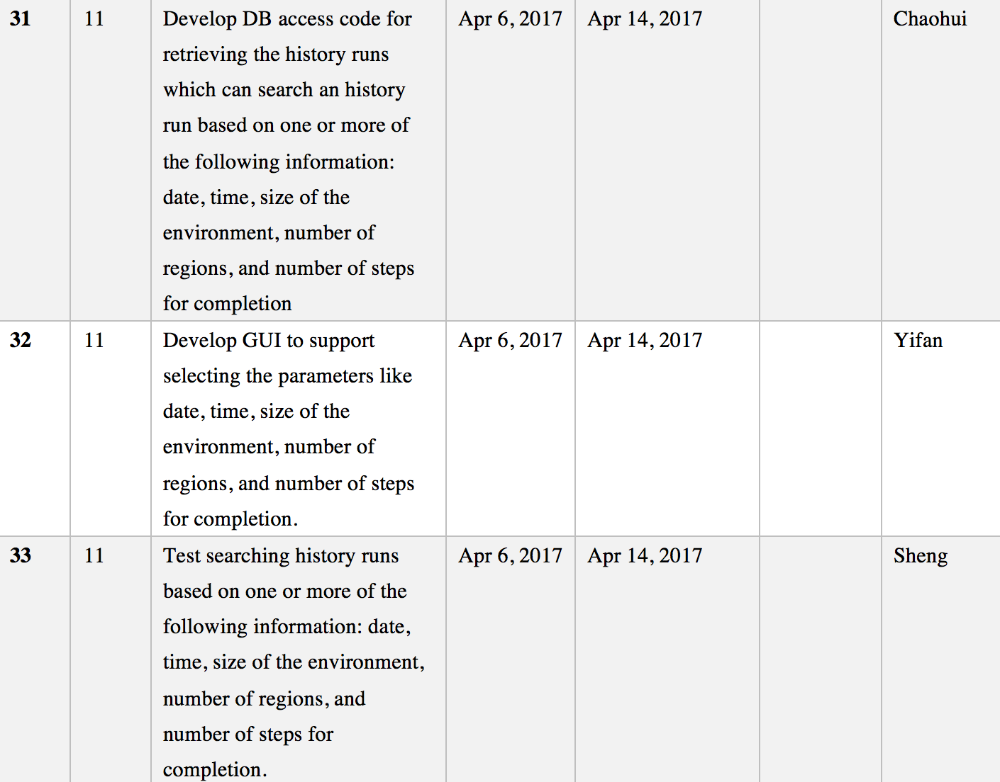 31 11 Develop DB access code for Apr 6, 2017 Apr 14, 2017 Chaohui
retrieving the history runs
which can search an history
run based on one or more of
the following information:
date, time, size of the
environment, number of
regions, and number of steps
for completion
32 11 Develop GUI to support Apr 6, 2017 Apr 14, 2017 Yifan
selecting the parameters like
date, time, size of the
environment, number of
regions, and number of steps
for completion.
33 11 Test searching history runs Apr 6, 2017 Apr 14, 2017 Sheng
based on one or more of the
following information: date,
time, size of the environment,
number of regions, and
number of steps for
completion.